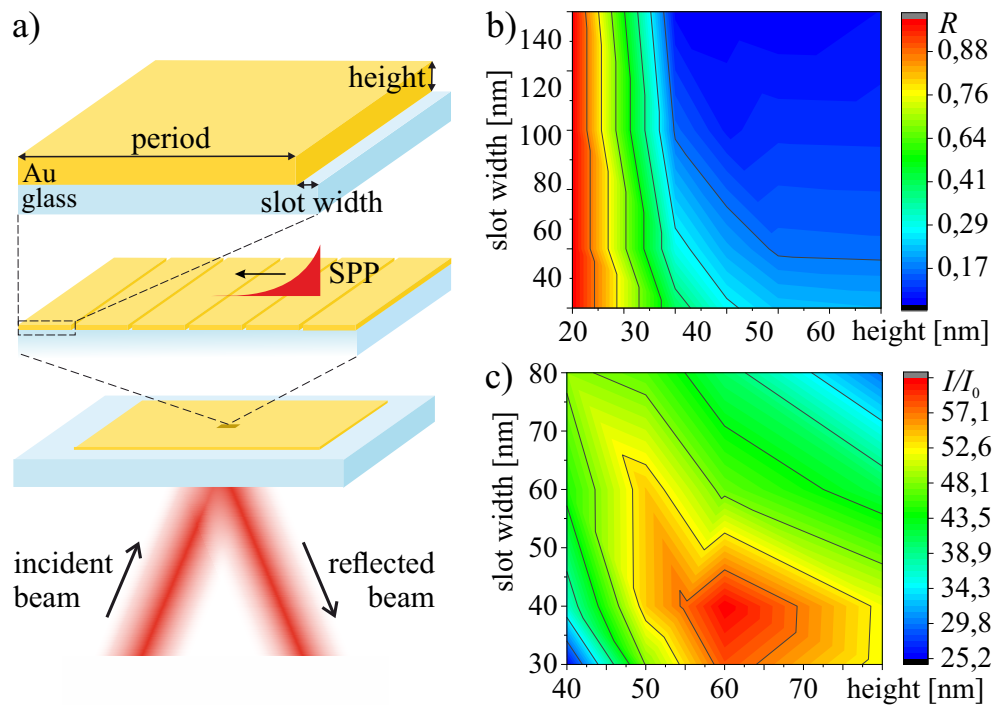 a)
height
period
Au
glass
slot width
SPP
incident
beam
reflected
beam
b)
slot width [nm]
140
120
100
80
60
40
20 30 40 50 60 height [nm]
R
0,88
0,76
0,64
0,41
0,29
0,17
c)
slot width [nm]
80
70
60
50
40
30
40 50 60 70 height [nm]
I/I₀
57,1
52,6
48,1
43,5
38,9
34,3
29,8
25,2